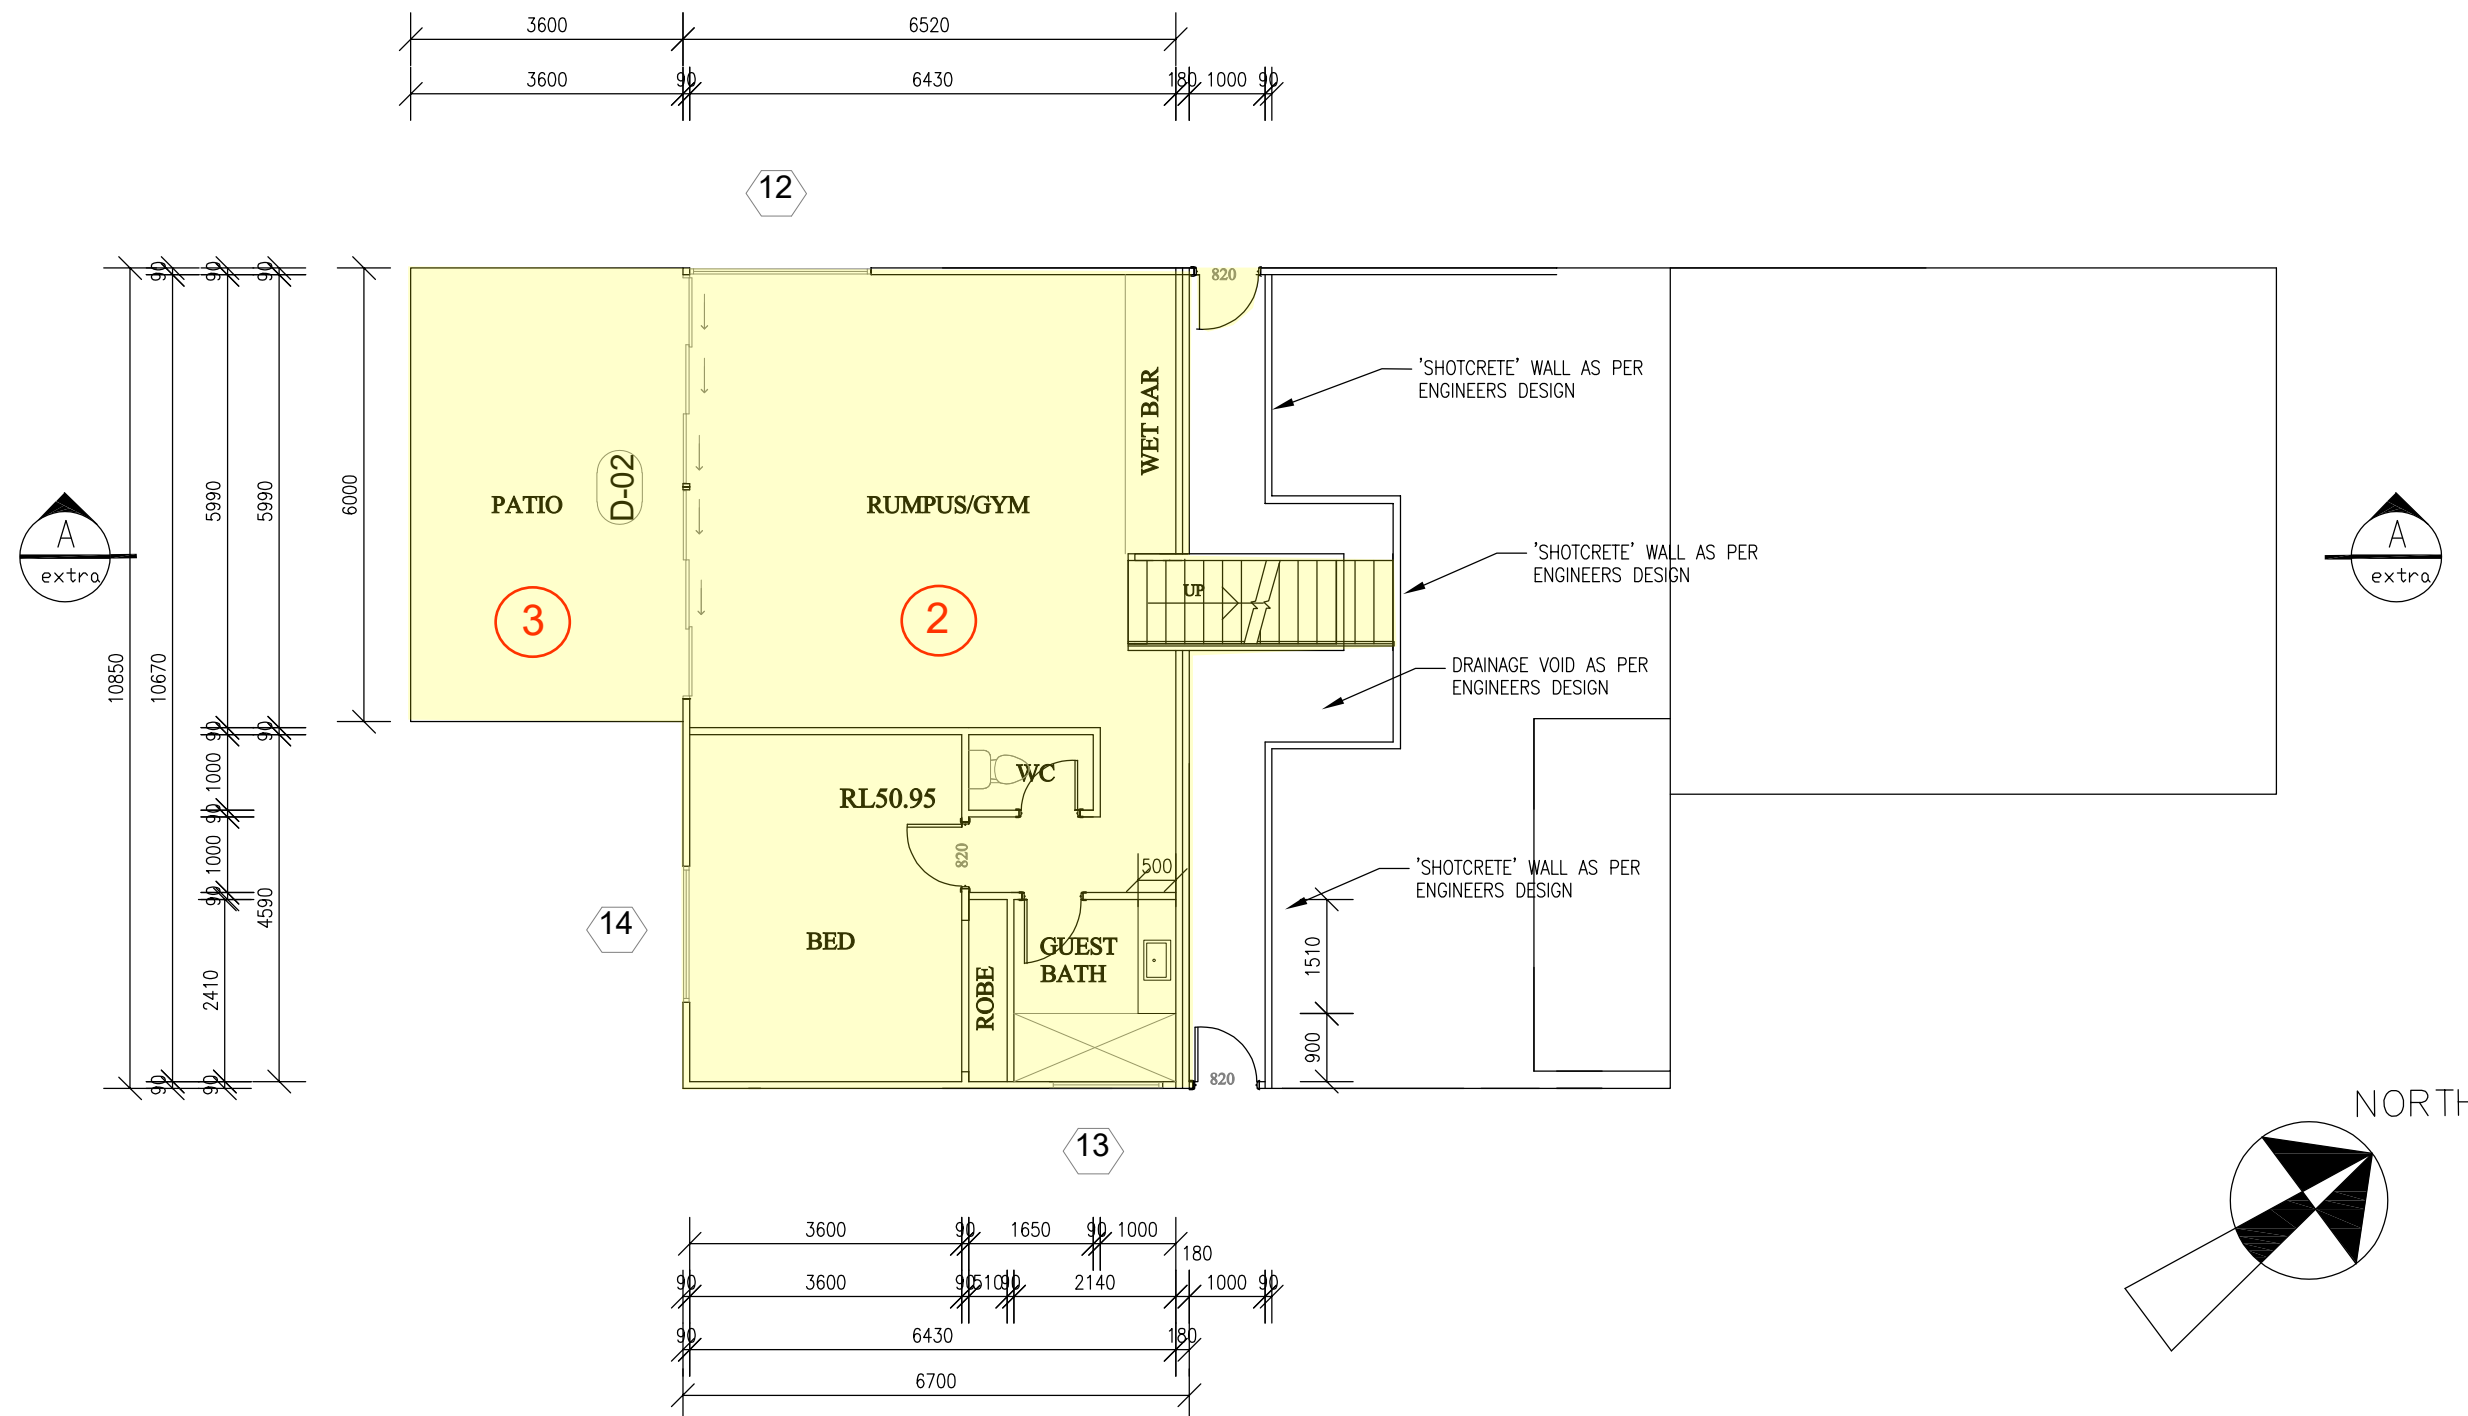 3600
6520
3600
90
6430
180
1000
90
12
90
90
90
820
'SHOTCRETE' WALL AS PER
ENGINEERS DESIGN
WET BAR
D-02
PATIO
RUMPUS/GYM
5990
5990
6000
A
extra
A
extra
'SHOTCRETE' WALL AS PER
ENGINEERS DESIGN
UP
3
2
10850
10670
DRAINAGE VOID AS PER
ENGINEERS DESIGN
90
90
1000
WC
RL50.95
90
1000
820
500
'SHOTCRETE' WALL AS PER
ENGINEERS DESIGN
90
4590
14
BED
GUEST
BATH
ROBE
2410
1510
900
90
90
820
NORTH
13
3600
90
1650
90
1000
180
90
3600
90
510
90
2140
1000
90
90
6430
180
6700